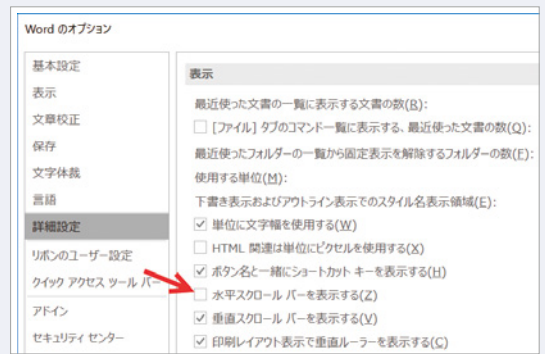 Word のオプション
基本設定
表示
文章校正
保存
文字体裁
言語
詳細設定
リボンのユーザー設定
クイック アクセス ツール バー
アドイン
セキュリティ センター
表示
最近使った文書の一覧に表示する文書の数(R):
[ファイル] タブのコマンド一覧に表示する、最近使った文書の数(Q):
最近使ったフォルダーの一覧から固定表示を解除するフォルダーの数(F):
使用する単位(M):
下書き表示およびアウトライン表示でのスタイル名表示領域(E):
単位に文字幅を使用する(W)
HTML 関連は単位にピクセルを使用する(X)
ボタン名と一緒にショートカット キーを表示する(H)
水平スクロール バーを表示する(Z)
垂直スクロール バーを表示する(V)
印刷レイアウト表示で垂直ルーラーを表示する(C)